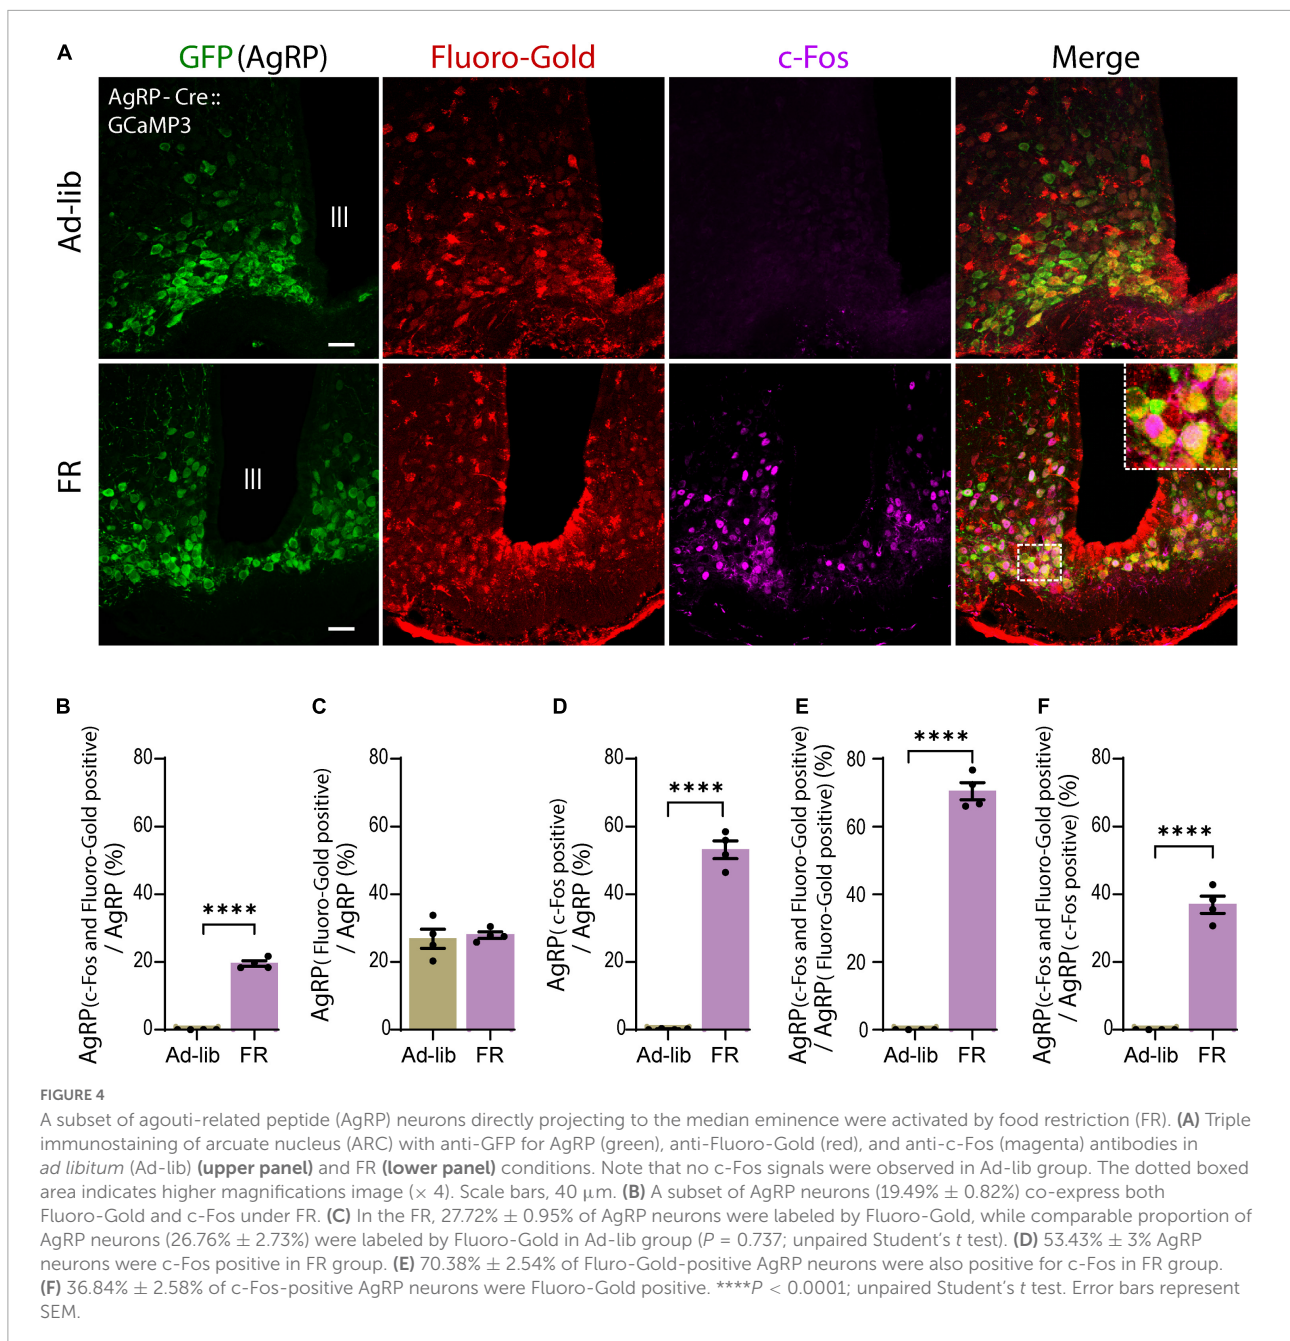 A
GFP (AgRP)
Fluoro-Gold
c-Fos
Merge
AgRP-Cre::
GCaMP3
Ad-lib
III
FR
III
B
AgRP(c-Fos and Fluoro-Gold positive)
/ AgRP (%)
80
60
40
20
0
****
Ad-lib
FR
C
AgRP( Fluoro-Gold positive)
/ AgRP (%)
80
60
40
20
0
Ad-lib
FR
D
AgRP( c-Fos positive)
/ AgRP (%)
80
60
40
20
0
****
Ad-lib
FR
E
AgRP(c-Fos and Fluoro-Gold positive)
/ AgRP( Fluoro-Gold positive) (%)
80
60
40
20
0
****
Ad-lib
FR
F
AgRP(c-Fos and Fluoro-Gold positive)
/ AgRP( c-Fos positive) (%)
80
60
40
20
0
****
Ad-lib
FR
FIGURE 4
A subset of agouti-related peptide (AgRP) neurons directly projecting to the median eminence were activated by food restriction (FR). (A) Triple
immunostaining of arcuate nucleus (ARC) with anti-GFP for AgRP (green), anti-Fluoro-Gold (red), and anti-c-Fos (magenta) antibodies in
ad libitum (Ad-lib) (upper panel) and FR (lower panel) conditions. Note that no c-Fos signals were observed in Ad-lib group. The dotted boxed
area indicates higher magnifications image (× 4). Scale bars, 40 μm. (B) A subset of AgRP neurons (19.49% ± 0.82%) co-express both
Fluoro-Gold and c-Fos under FR. (C) In the FR, 27.72% ± 0.95% of AgRP neurons were labeled by Fluoro-Gold, while comparable proportion of
AgRP neurons (26.76% ± 2.73%) were labeled by Fluoro-Gold in Ad-lib group (P = 0.737; unpaired Student's t test). (D) 53.43% ± 3% AgRP
neurons were c-Fos positive in FR group. (E) 70.38% ± 2.54% of Fluro-Gold-positive AgRP neurons were also positive for c-Fos in FR group.
(F) 36.84% ± 2.58% of c-Fos-positive AgRP neurons were Fluoro-Gold positive. ****P < 0.0001; unpaired Student's t test. Error bars represent
SEM.